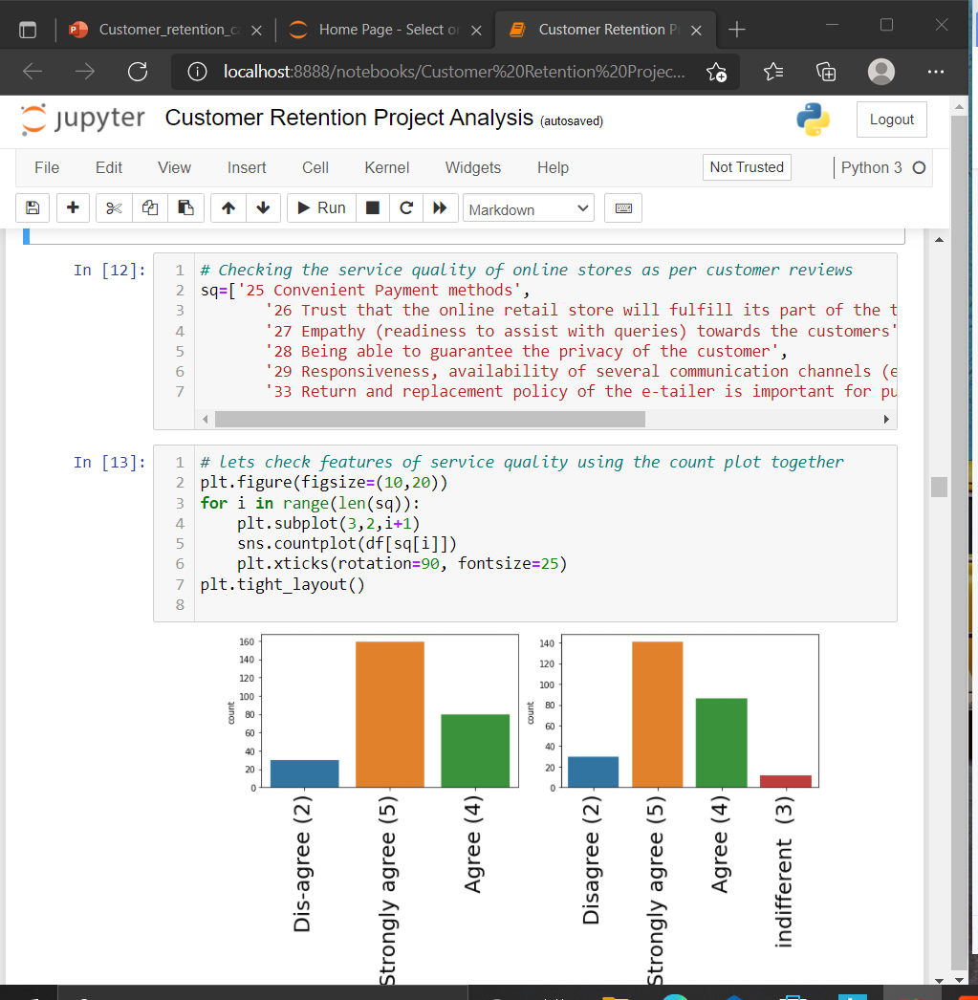 Customer_retention_c
Home Page - Select or
Customer Retention P
localhost:8888/notebooks/Customer%20Retention%20Projec...
jupyter Customer Retention Project Analysis (autosaved)
Logout
File Edit View Insert Cell Kernel Widgets Help
Not Trusted
Python 3
Run
Markdown
In [12]:
1 # Checking the service quality of online stores as per customer reviews
2 sq=['25 Convenient Payment methods',
3 '26 Trust that the online retail store will fulfill its part of the t
4 '27 Empathy (readiness to assist with queries) towards the customers'
5 '28 Being able to guarantee the privacy of the customer',
6 '29 Responsiveness, availability of several communication channels (e
7 '33 Return and replacement policy of the e-tailer is important for pu
In [13]:
1 # lets check features of service quality using the count plot together
2 plt.figure(figsize=(10,20))
3 for i in range(len(sq)):
4 plt.subplot(3,2,i+1)
5 sns.countplot(df[sq[i]])
6 plt.xticks(rotation=90, fontsize=25)
7 plt.tight_layout()
8
160
140
120
100
80
60
40
20
0
count
Dis-agree (2)
Strongly agree (5)
Agree (4)
140
120
100
80
60
40
20
0
count
Disagree (2)
Strongly agree (5)
Agree (4)
indifferent (3)